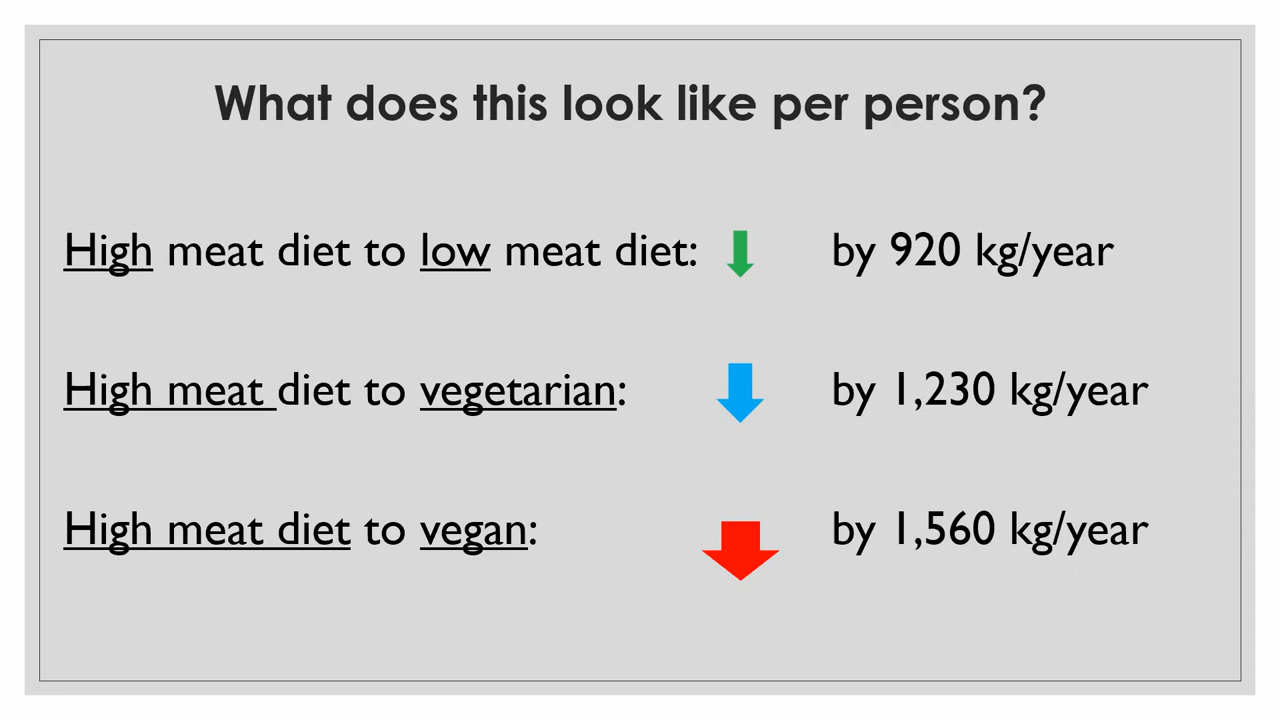 What does this look like per person?
High meat diet to low meat diet: by 920 kg/year
High meat diet to vegetarian: by 1,230 kg/year
High meat diet to vegan: by 1,560 kg/year